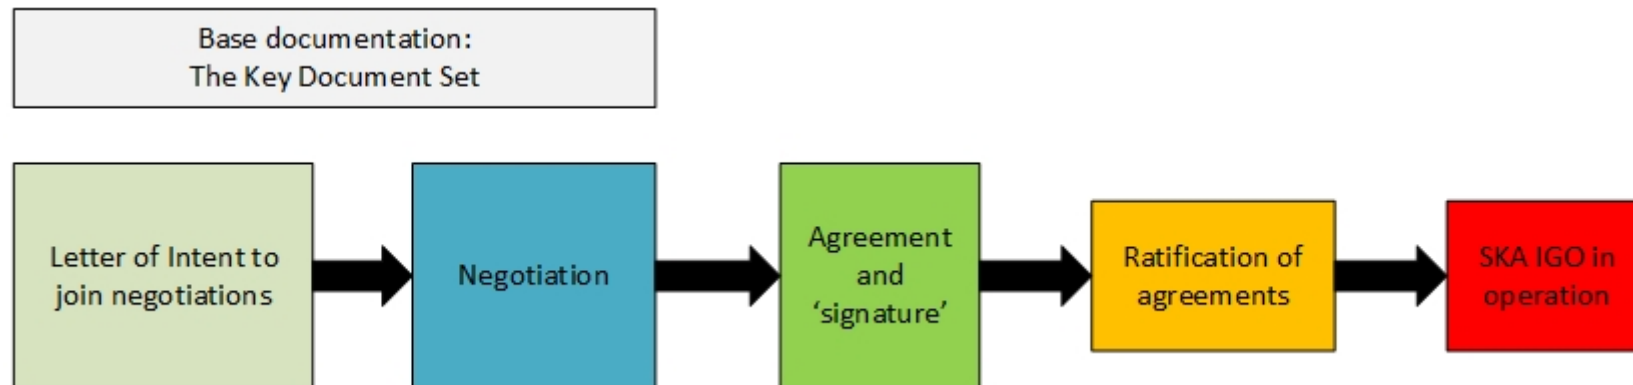 Base documentation:
The Key Document Set
Letter of Intent to
join negotiations
Negotiation
Agreement
and
‘signature’
Ratification of
agreements
SKA IGO in
operation